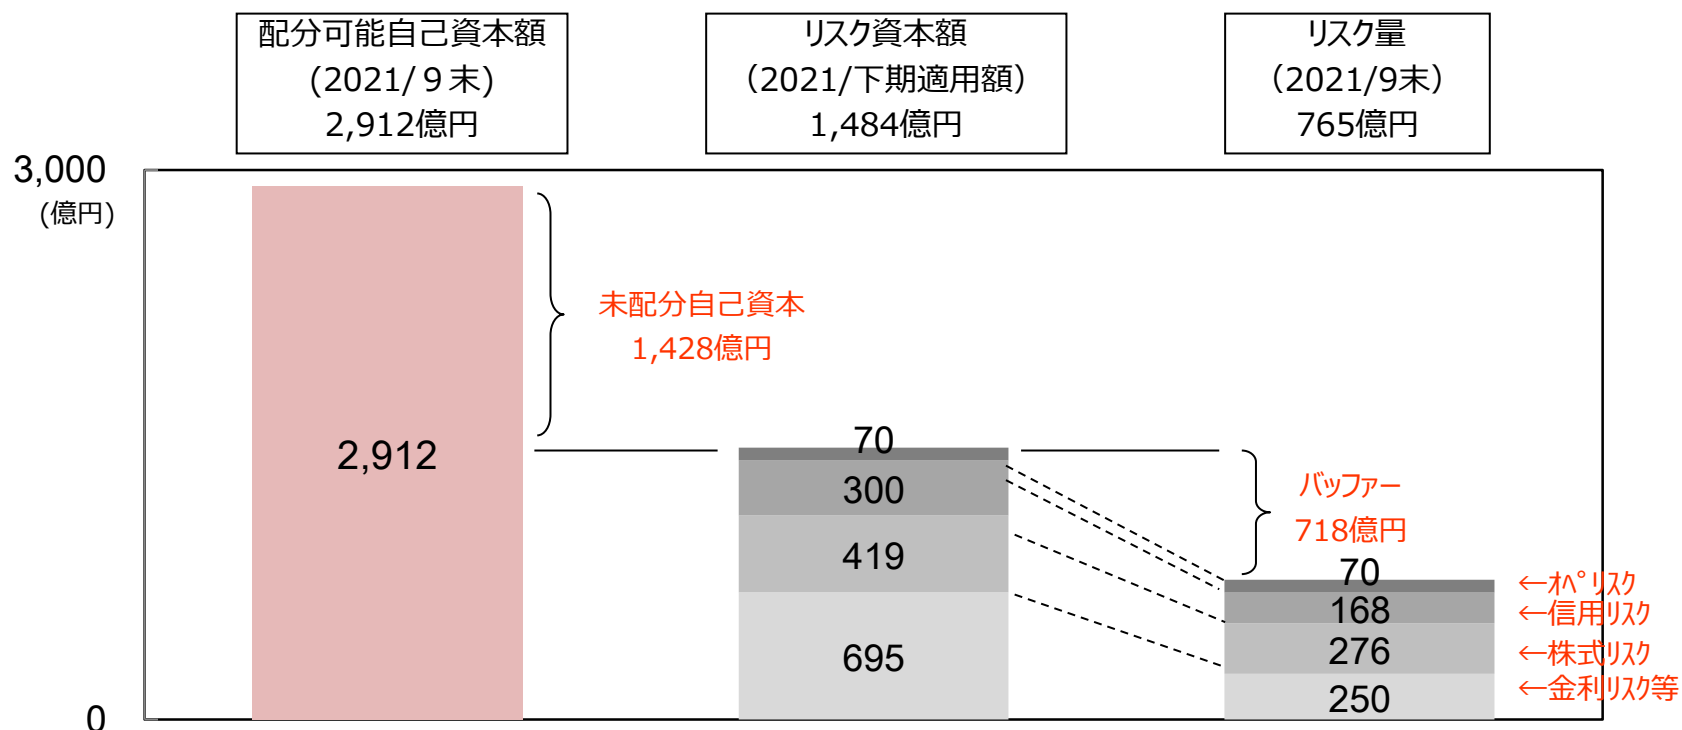 配分可能自己資本額
(2021/９末)
2,912億円
リスク資本額
（2021/下期適用額）
1,484億円
リスク量
（2021/9末）
765億円
3,000
(億円)
未配分自己資本
1,428億円
2,912
70
300
419
695
バッファー
718億円
70
168
276
250
←ｵﾍﾟﾘｽｸ
←信用ﾘｽｸ
←株式ﾘｽｸ
←金利ﾘｽｸ等
0